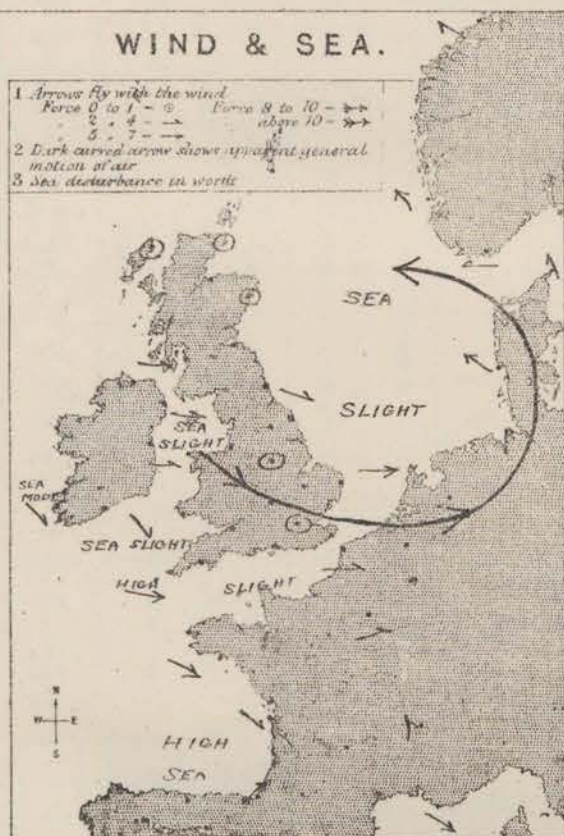 WIND & SEA.
1 Arrows fly with the wind
Force 0 to 1 - ⊙ Force 8 to 10 -
" 2 " 4 - above 10 -
" 5 " 7 -
2 Dark curved arrow shows apparent general
motion of air
3 Sea disturbance in words
SEA
SLIGHT
SEA
SLIGHT
SEA
MOD
SEA SLIGHT
HIGH
SLIGHT
N
W E
S
HIGH
SEA